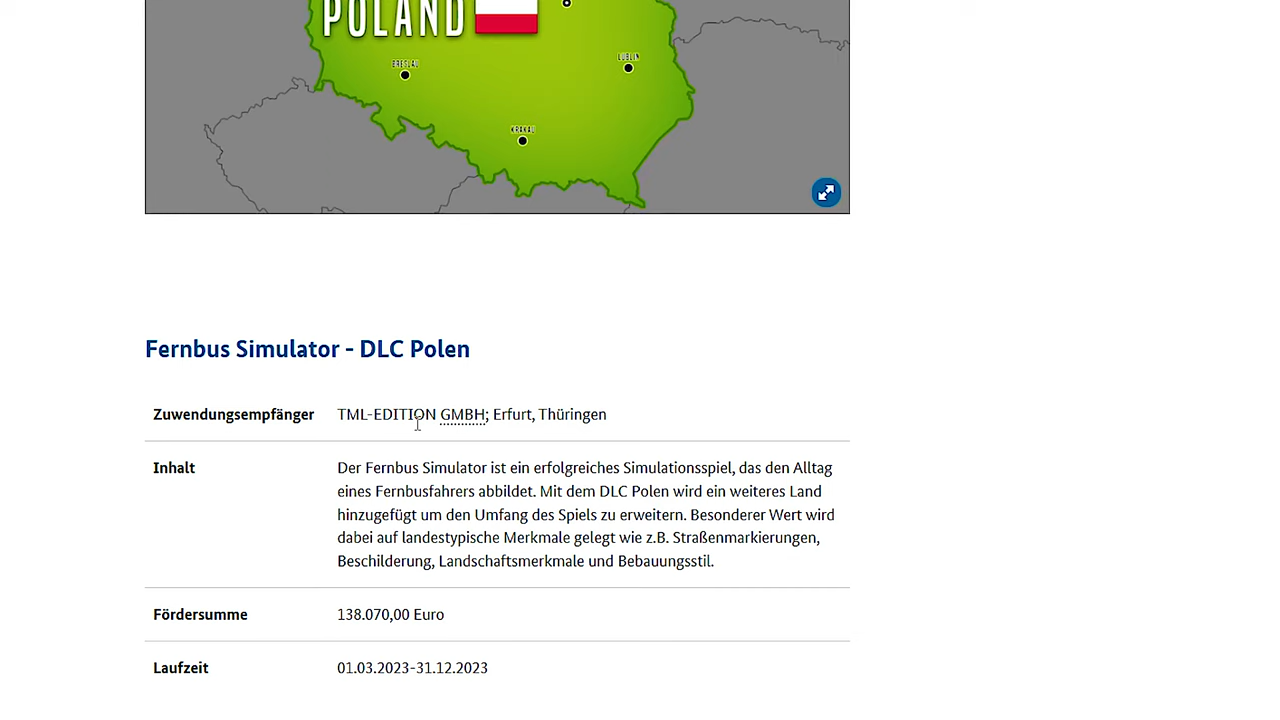 POLAND
BRESLAU
LUBLIN
KRAKAU
Fernbus Simulator - DLC Polen
Zuwendungsempfänger TML-EDITION GMBH; Erfurt, Thüringen
Inhalt Der Fernbus Simulator ist ein erfolgreiches Simulationsspiel, das den Alltag
eines Fernbusfahrers abbildet. Mit dem DLC Polen wird ein weiteres Land
hinzugefügt um den Umfang des Spiels zu erweitern. Besonderer Wert wird
dabei auf landestypische Merkmale gelegt wie z.B. Straßenmarkierungen,
Beschilderung, Landschaftsmerkmale und Bebauungsstil.
Fördersumme 138.070,00 Euro
Laufzeit 01.03.2023-31.12.2023